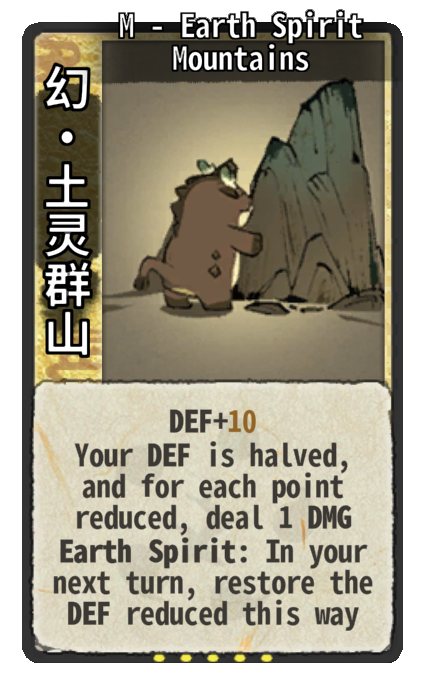 M - Earth Spirit
Mountains
幻・土灵群山
DEF+10
Your DEF is halved,
and for each point
reduced, deal 1 DMG
Earth Spirit: In your
next turn, restore the
DEF reduced this way